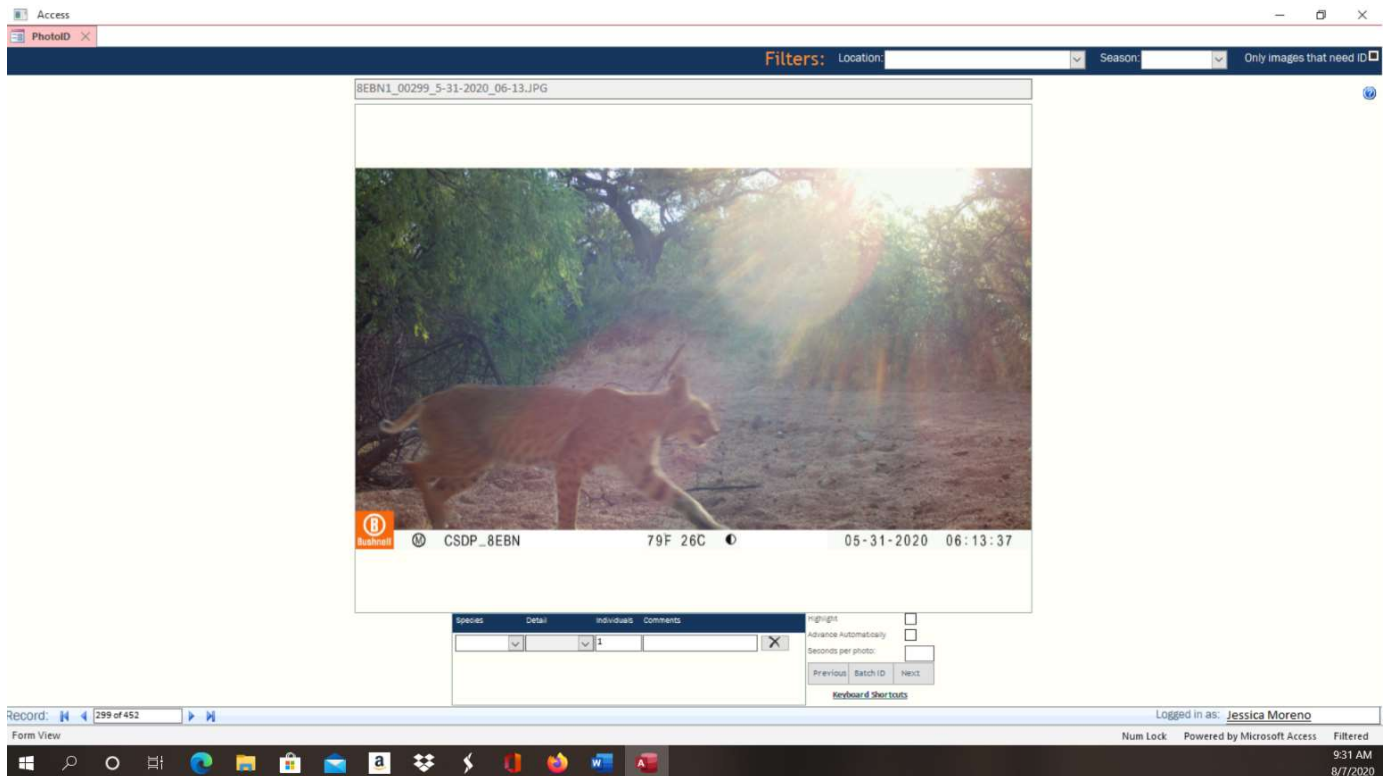 Access
PhotoID
Filters: Location: Season: Only images that need ID
8EBN1_00299_5-31-2020_06-13.JPG
B
Bushnell M CSDP_8EBN 79F 26C 05-31-2020 06:13:37
Species Detail Individuals Comments
1
Highlight
Advance Automatically
Seconds per photo:
Previous Batch ID Next
Keyboard Shortcuts
Record: 299 of 452
Logged in as: Jessica Moreno
Form View Num Lock Powered by Microsoft Access Filtered
9:31 AM
8/7/2020